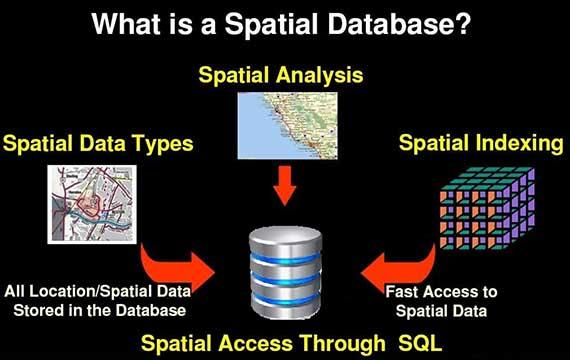 What is a Spatial Database?
Spatial Analysis
Spatial Data Types
Spatial Indexing
All Location/Spatial Data
Stored in the Database
Fast Access to
Spatial Data
Spatial Access Through SQL